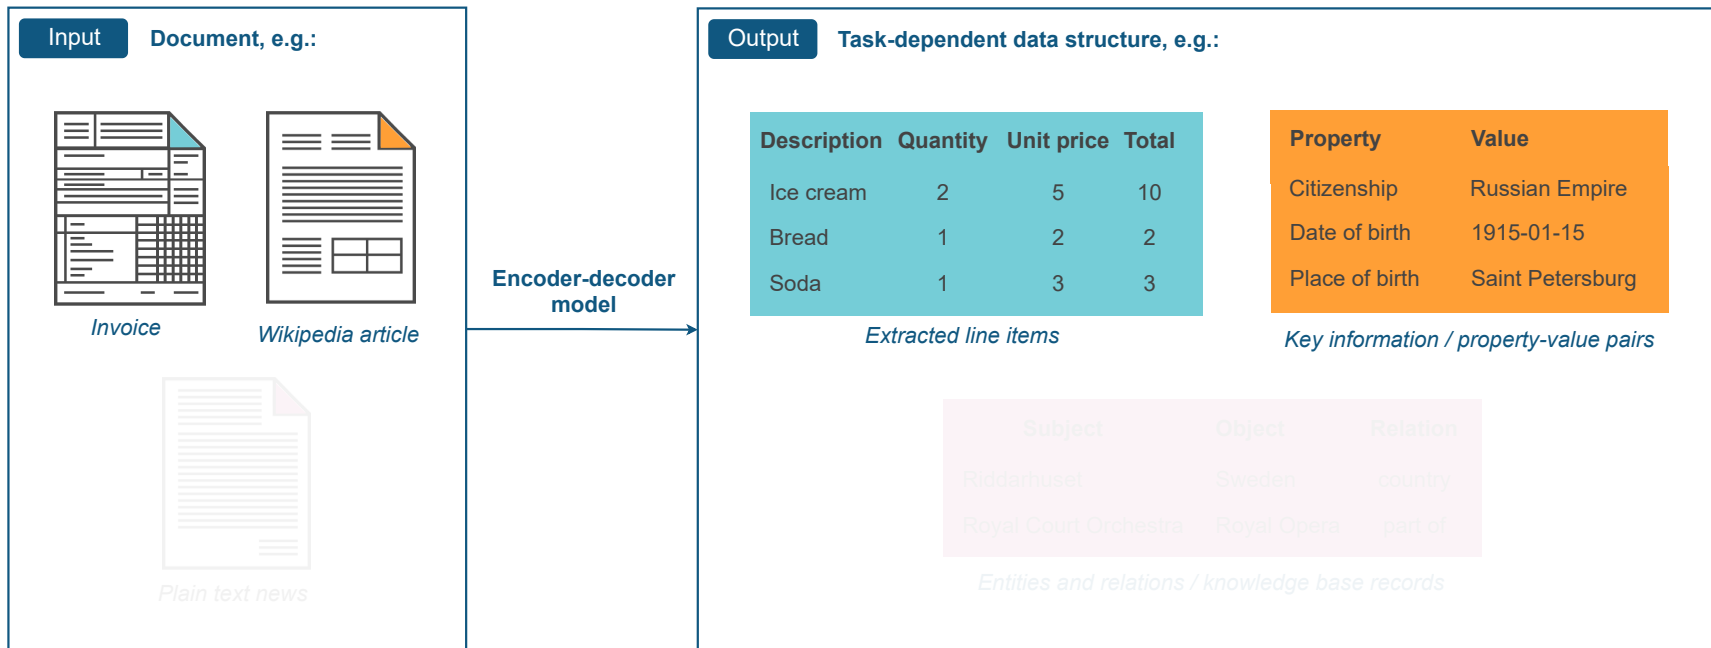 Input
Document, e.g.:
Invoice
Wikipedia article
Plain text news
Encoder-decoder
model
Output
Task-dependent data structure, e.g.:
Description Quantity Unit price Total
Ice cream 2 5 10
Bread 1 2 2
Soda 1 3 3
Extracted line items
Property Value
Citizenship Russian Empire
Date of birth 1915-01-15
Place of birth Saint Petersburg
Key information / property-value pairs
Subject Object Relation
Riddarhuset Sweden country
Royal Court Orchestra Royal Opera part of
Entities and relations / knowledge base records